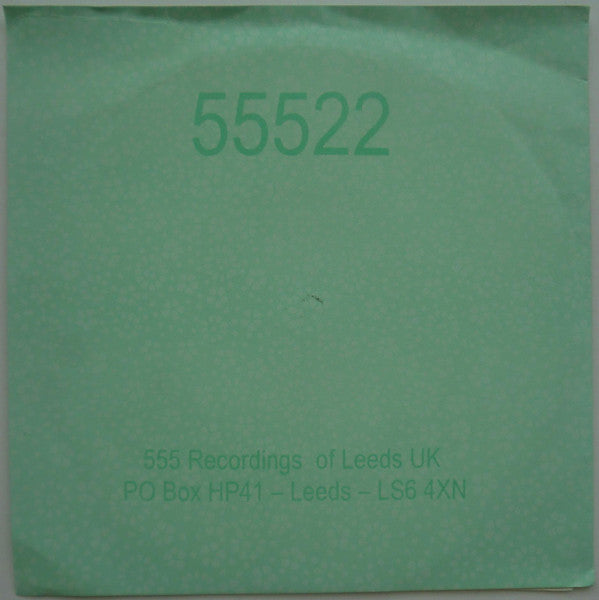 55522
555 Recordings of Leeds UK
PO Box HP41 – Leeds – LS6 4XN